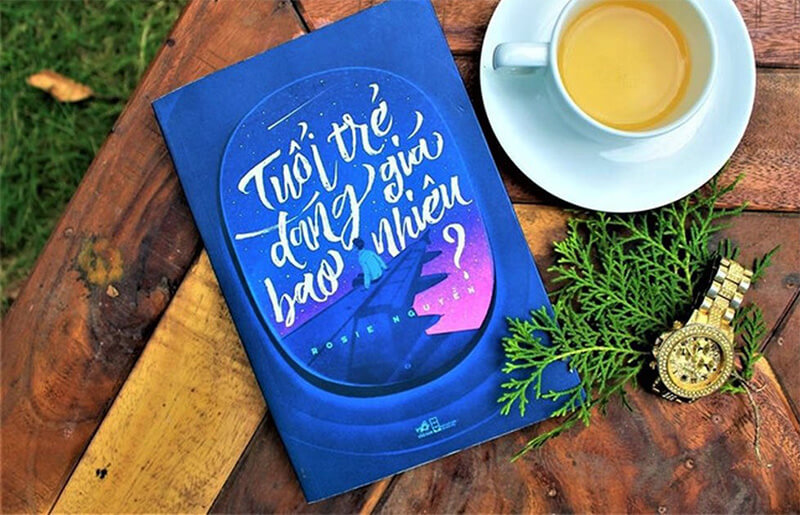 Tuổi trẻ
đáng giá
bao nhiêu?
ROSIE NGUYỄN